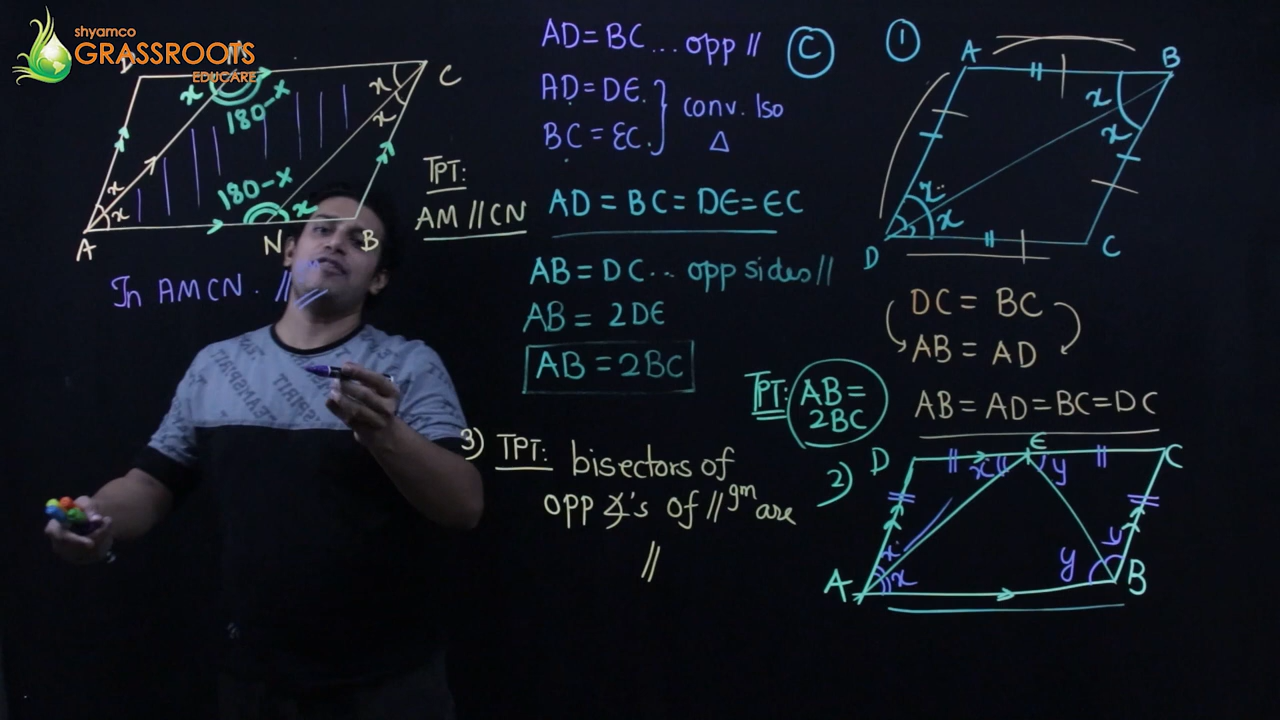 shyamco
GRASSROOTS
EDUCARE
D
M
C
x
180-x
x
x
x
x
180-x
x
A
N
B
TPT:
AM // CN
In AMCN. //
AD = BC ... opp //
AD = DE.
BC = EC.
} conv. Iso
Δ
AD = BC = DE = EC
AB = DC .. opp sides //
AB = 2DE
AB = 2BC
3) TPT: bisectors of
opp ∡'s of //gm are
//
C
1
A
B
x
x
x
x
D
C
DC = BC
AB = AD
AB = AD = BC = DC
TPT: AB =
2BC
2)
D
E
C
x
y
x
x
y
y
A
B